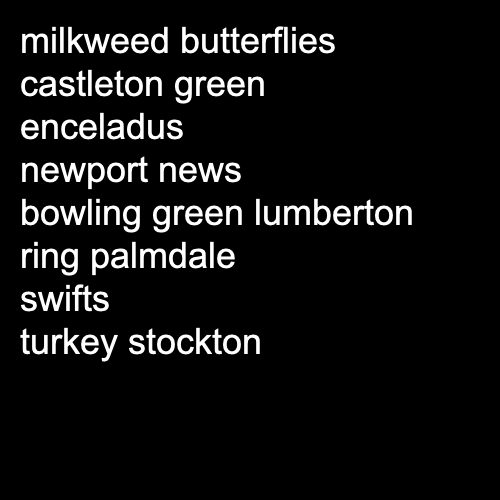 milkweed butterflies
castleton green
enceladus
newport news
bowling green lumberton
ring palmdale
swifts
turkey stockton